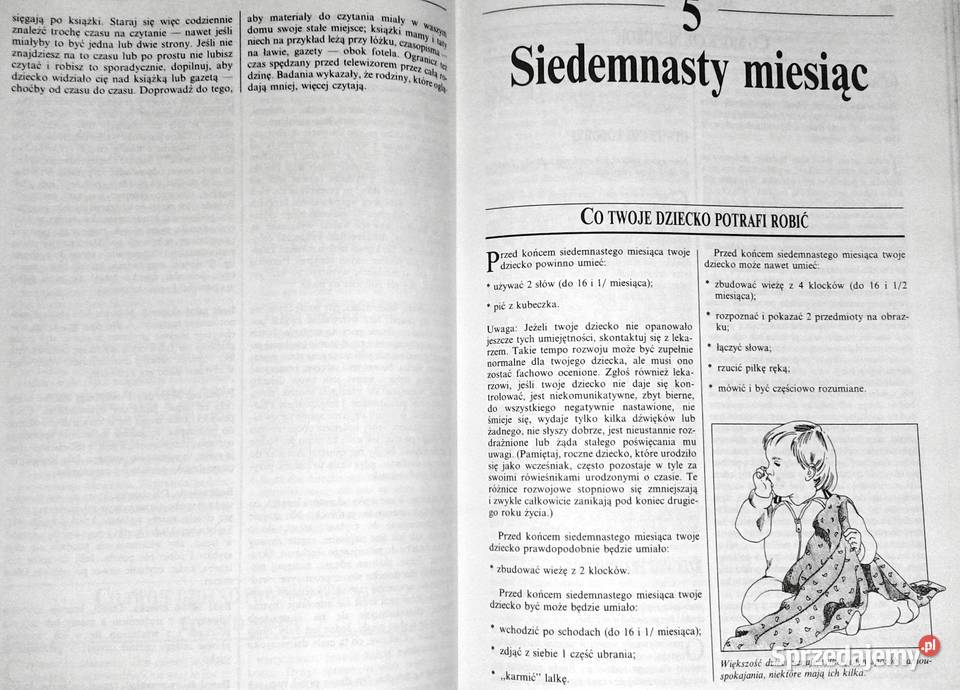 sięgają po książki. Staraj się więc codziennie
znaleźć trochę czasu na czytanie — nawet jeśli
miałyby to być jedna lub dwie strony. Jeśli nie
znajdziesz na to czasu lub po prostu nie lubisz
czytać i robisz to sporadycznie, dopilnuj, aby
dziecko widziało cię nad książką lub gazetą —
choćby od czasu do czasu. Doprowadź do tego,
aby materiały do czytania miały w waszym
domu swoje stałe miejsce; książki mamy i taty
niech na przykład leżą przy łóżku, czasopisma —
na ławie, gazety — obok fotela. Ogranicz też
czas spędzany przed telewizorem przez całą ro-
dzinę. Badania wykazały, że rodziny, które oglą-
dają mniej, więcej czytają.
5
Siedemnasty miesiąc
CO TWOJE DZIECKO POTRAFI ROBIĆ
Przed końcem siedemnastego miesiąca twoje
dziecko powinno umieć:
* używać 2 słów (do 16 i 1/ miesiąca);
* pić z kubeczka.
Uwaga: Jeżeli twoje dziecko nie opanowało
jeszcze tych umiejętności, skontaktuj się z leka-
rzem. Takie tempo rozwoju może być zupełnie
normalne dla twojego dziecka, ale musi ono
zostać fachowo ocenione. Zgłoś również leka-
rzowi, jeśli twoje dziecko nie daje się kon-
trolować, jest niekomunikatywne, zbyt bierne,
do wszystkiego negatywnie nastawione, nie
śmieje się, wydaje tylko kilka dźwięków lub
żadnego, nie słyszy dobrze, jest nieustannie roz-
drażnione lub żąda stałego poświęcania mu
uwagi. (Pamiętaj, roczne dziecko, które urodziło
się jako wcześniak, często pozostaje w tyle za
swoimi rówieśnikami urodzonymi o czasie. Te
różnice rozwojowe stopniowo się zmniejszają
i zwykle całkowicie zanikają pod koniec drugie-
go roku życia.)
Przed końcem siedemnastego miesiąca twoje
dziecko prawdopodobnie będzie umiało:
* zbudować wieżę z 2 klocków.
Przed końcem siedemnastego miesiąca twoje
dziecko być może będzie umiało:
* wchodzić po schodach (do 16 i 1/ miesiąca);
* zdjąć z siebie 1 część ubrania;
* „karmić" lalkę.
Przed końcem siedemnastego miesiąca twoje
dziecko może nawet umieć:
* zbudować wieżę z 4 klocków (do 16 i 1/2
miesiąca);
* rozpoznać i pokazać 2 przedmioty na obraz-
ku;
* łączyć słowa;
* rzucić piłkę ręką;
* mówić i być częściowo rozumiane.
Większość
spokajania, niektóre mają ich kilka.
Sprzedajemy.pl